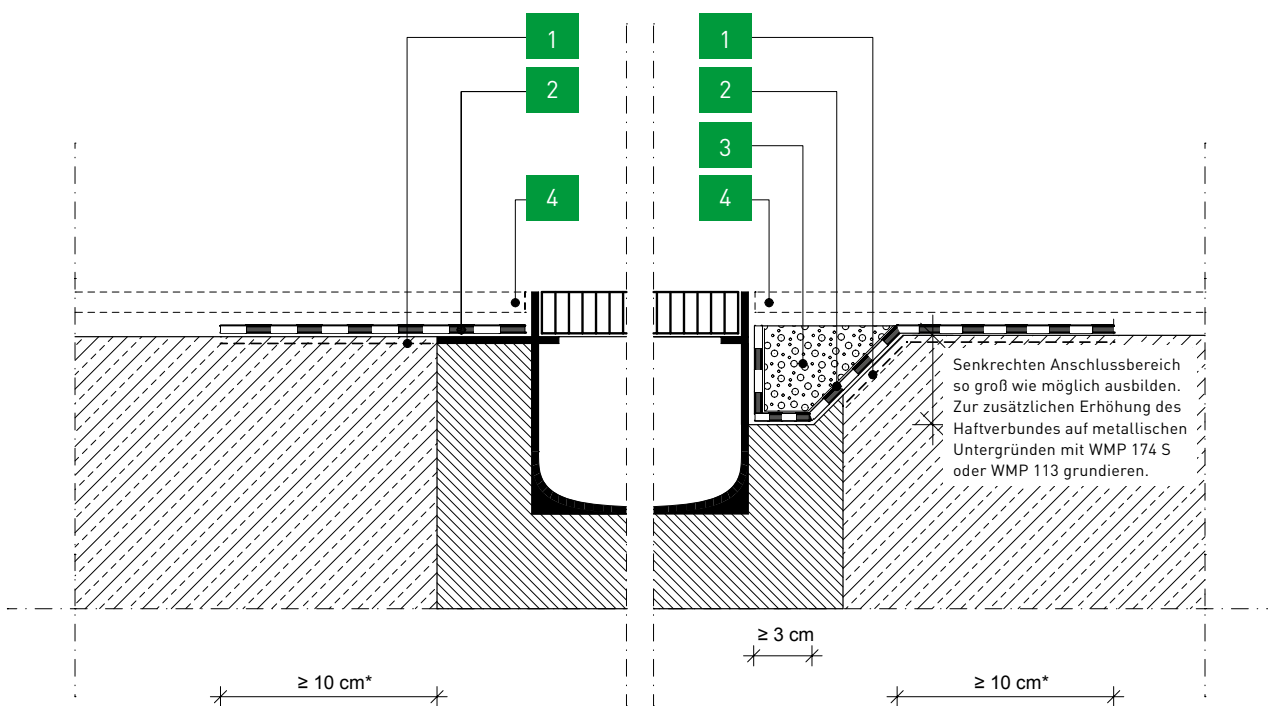 1
2
4
1
2
3
4
Senkrechten Anschlussbereich
so groß wie möglich ausbilden.
Zur zusätzlichen Erhöhung des
Haftverbundes auf metallischen
Untergründen mit WMP 174 S
oder WMP 113 grundieren.
≥ 3 cm
≥ 10 cm*
≥ 10 cm*